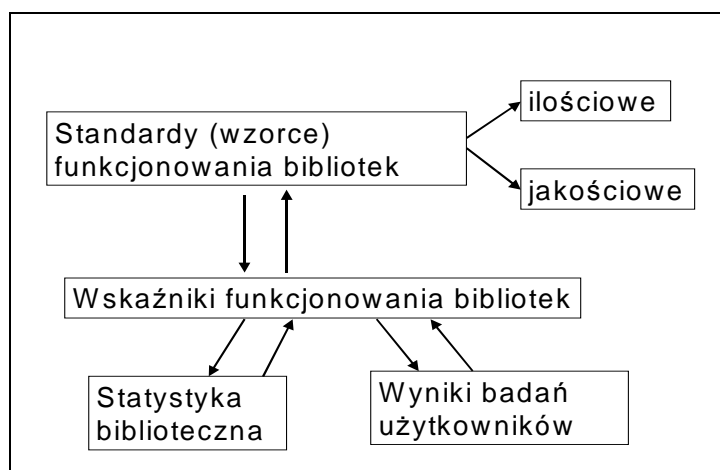 ilościowe
Standardy (wzorce)
funkcjonowania bibliotek
jakościowe
Wskaźniki funkcjonowania bibliotek
Statystyka
biblioteczna
Wyniki badań
użytkowników